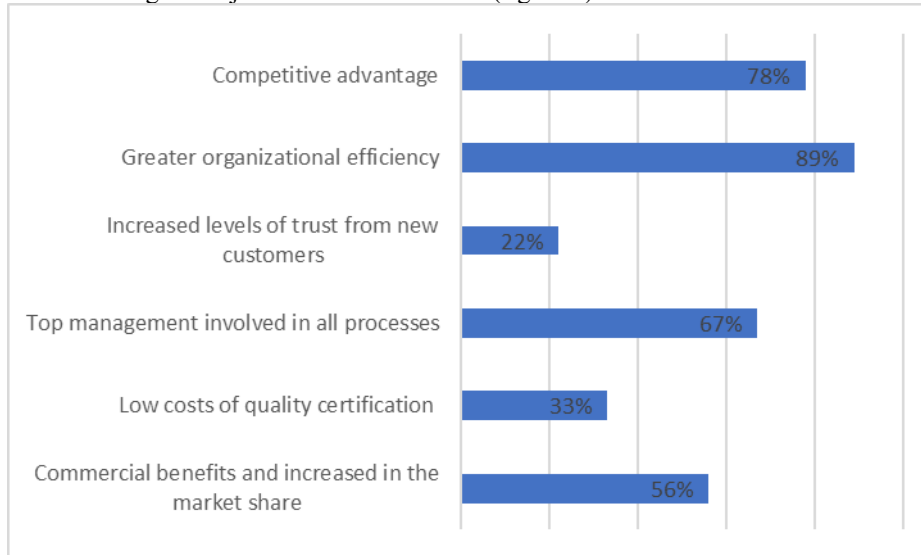 Competitive advantage
78%
Greater organizational efficiency
89%
Increased levels of trust from new
customers
22%
Top management involved in all processes
67%
Low costs of quality certification
33%
Commercial benefits and increased in the
market share
56%